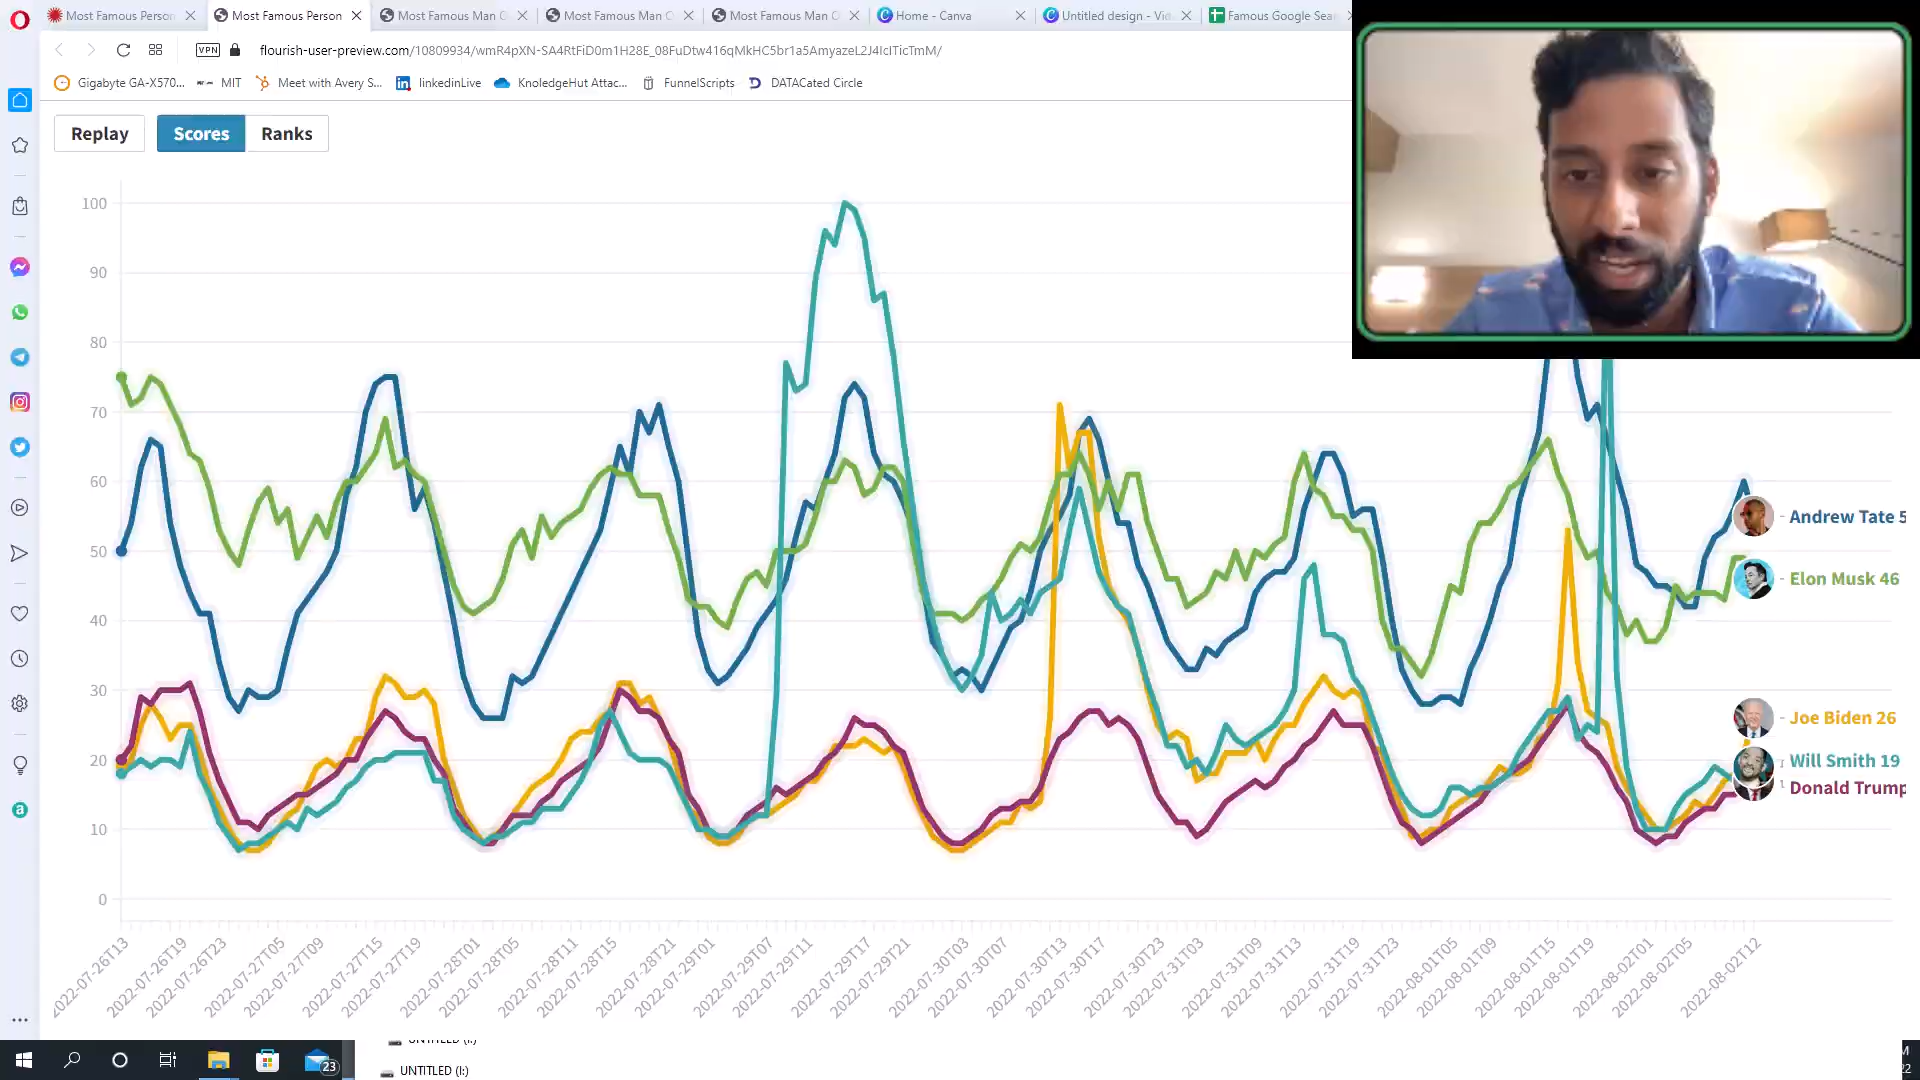 Most Famous Person
Most Famous Person
Most Famous Man O
Most Famous Man O
Most Famous Man O
Home - Canva
Untitled design - Vid
Famous Google Sear
VPN
flourish-user-preview.com/10809934/wmR4pXN-SA4RtFiD0m1H28E_08FuDtw416qMkHC5br1a5AmyazeL2J4IcITicTmM/
Gigabyte GA-X570...
MIT
Meet with Avery S...
linkedinLive
KnoledgeHut Attac...
FunnelScripts
DATACated Circle
Replay
Scores
Ranks
100
90
80
70
60
50
40
30
20
10
0
Andrew Tate 5
Elon Musk 46
Joe Biden 26
Will Smith 19
Donald Trump
2022-07-26T13
2022-07-26T19
2022-07-26T23
2022-07-27T05
2022-07-27T09
2022-07-27T15
2022-07-27T19
2022-07-28T01
2022-07-28T05
2022-07-28T11
2022-07-28T15
2022-07-28T21
2022-07-29T01
2022-07-29T07
2022-07-29T11
2022-07-29T17
2022-07-29T21
2022-07-30T03
2022-07-30T07
2022-07-30T13
2022-07-30T17
2022-07-30T23
2022-07-31T03
2022-07-31T09
2022-07-31T13
2022-07-31T19
2022-07-31T23
2022-08-01T05
2022-08-01T09
2022-08-01T15
2022-08-01T19
2022-08-02T01
2022-08-02T05
2022-08-02T12
23
UNTITLED (I:)
M
22